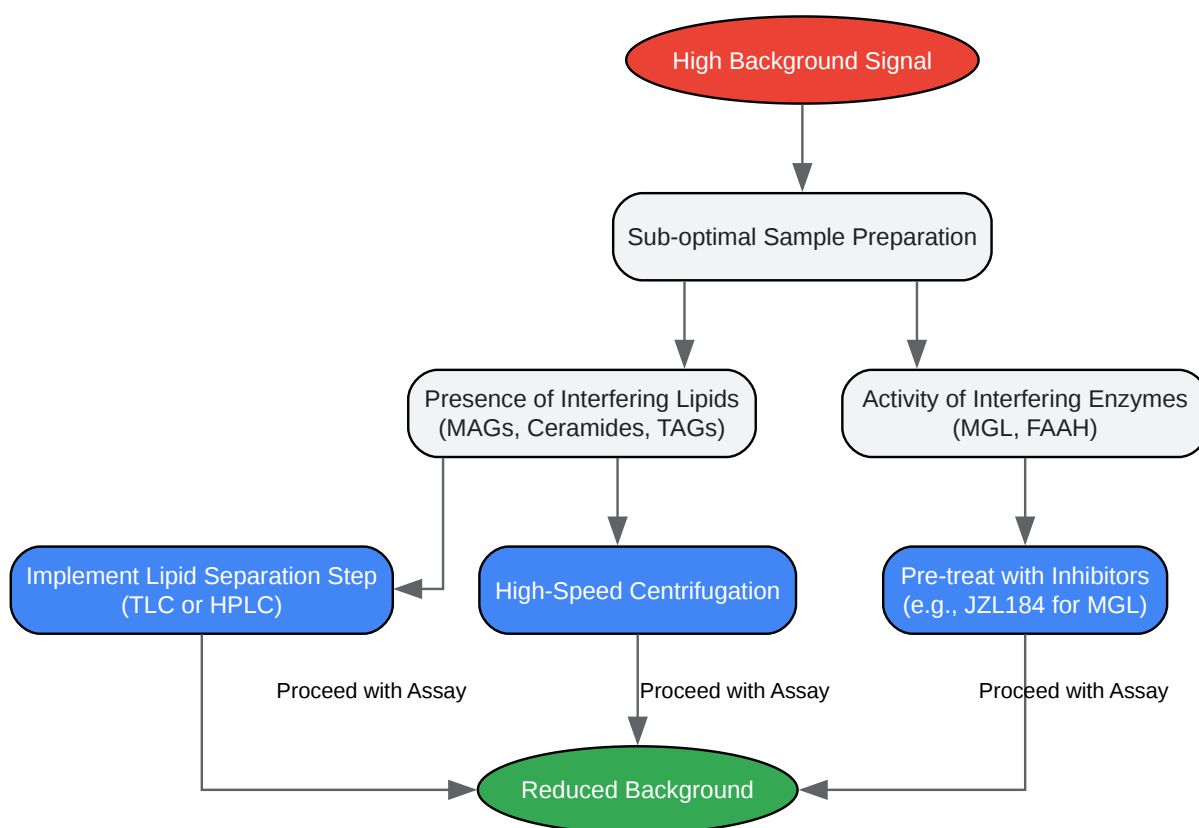 High Background Signal
Sub-optimal Sample Preparation
Presence of Interfering Lipids
(MAGs, Ceramides, TAGs)
Activity of Interfering Enzymes
(MGL, FAAH)
Implement Lipid Separation Step
(TLC or HPLC)
High-Speed Centrifugation
Pre-treat with Inhibitors
(e.g., JZL184 for MGL)
Proceed with Assay
Proceed with Assay
Proceed with Assay
Reduced Background